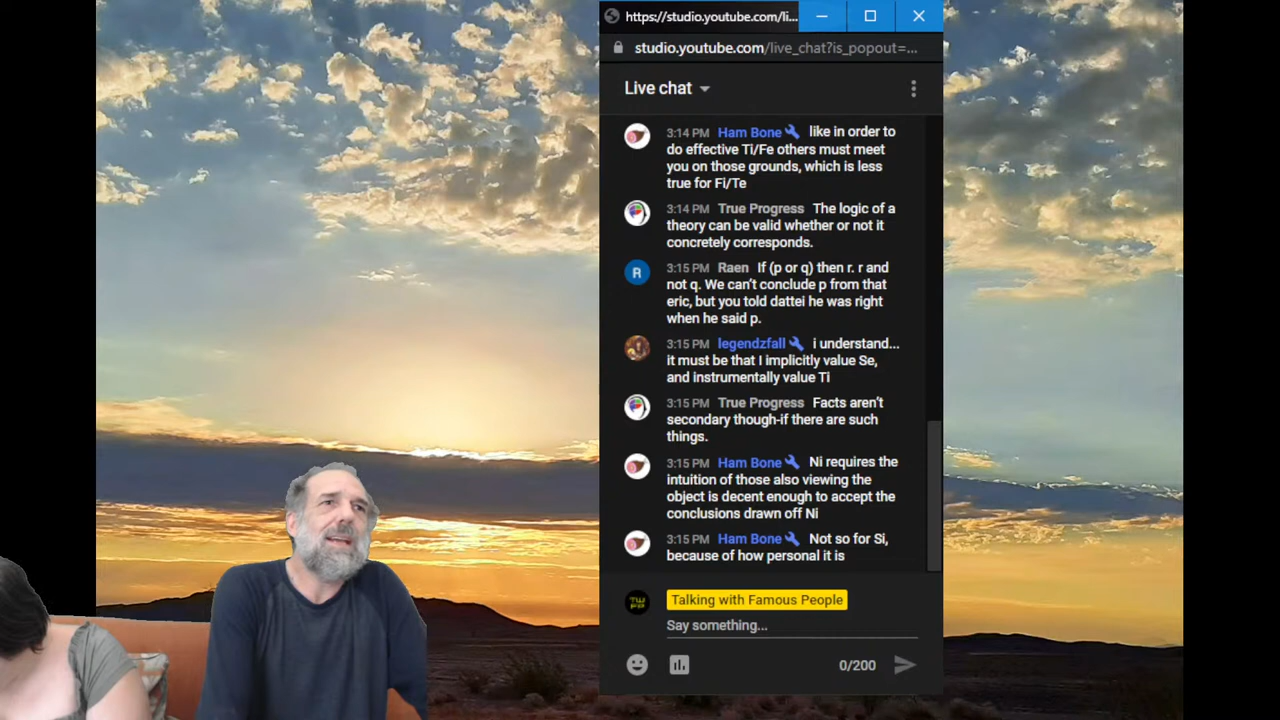 https://studio.youtube.com/li...
studio.youtube.com/live_chat?is_popout=...
Live chat
3:14 PM Ham Bone like in order to
do effective Ti/Fe others must meet
you on those grounds, which is less
true for Fi/Te
3:14 PM True Progress The logic of a
theory can be valid whether or not it
concretely corresponds.
R
3:15 PM Raen If (p or q) then r. r and
not q. We can't conclude p from that
eric, but you told dattei he was right
when he said p.
3:15 PM legendzfall i understand...
it must be that I implicitly value Se,
and instrumentally value Ti
3:15 PM True Progress Facts aren't
secondary though-if there are such
things.
3:15 PM Ham Bone Ni requires the
intuition of those also viewing the
object is decent enough to accept the
conclusions drawn off Ni
3:15 PM Ham Bone Not so for Si,
because of how personal it is
TW
FP
Talking with Famous People
Say something...
0/200